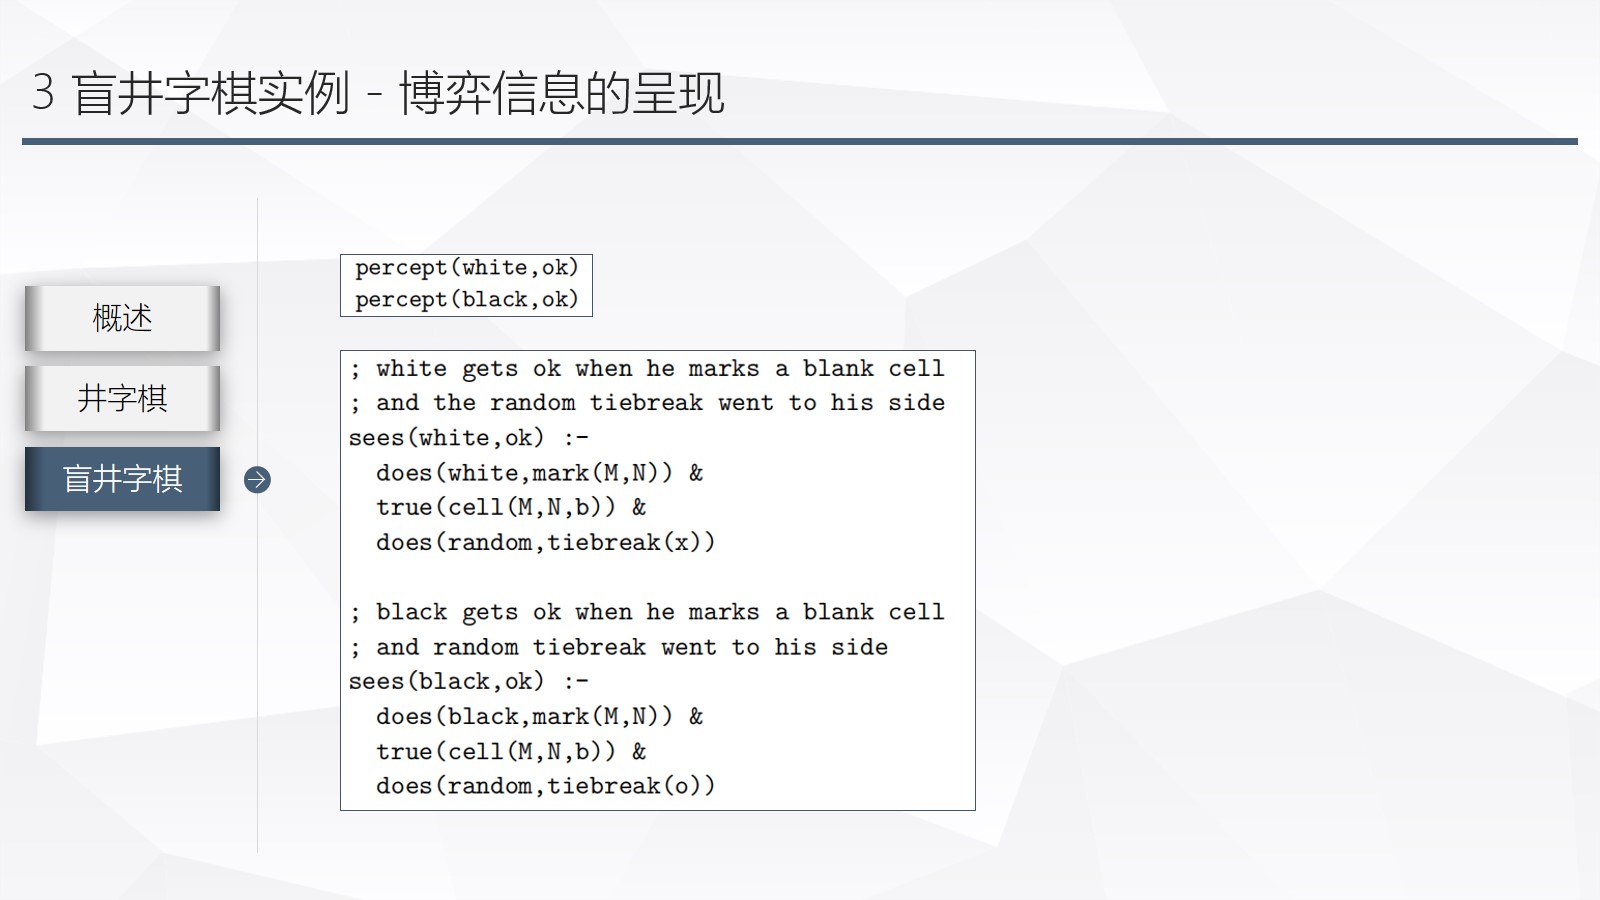 3 盲井字棋实例 - 博弈信息的呈现
概述
井字棋
盲井字棋
percept(white,ok)
percept(black,ok)
; white gets ok when he marks a blank cell
; and the random tiebreak went to his side
sees(white,ok) :-
does(white,mark(M,N)) &
true(cell(M,N,b)) &
does(random,tiebreak(x))
; black gets ok when he marks a blank cell
; and random tiebreak went to his side
sees(black,ok) :-
does(black,mark(M,N)) &
true(cell(M,N,b)) &
does(random,tiebreak(o))